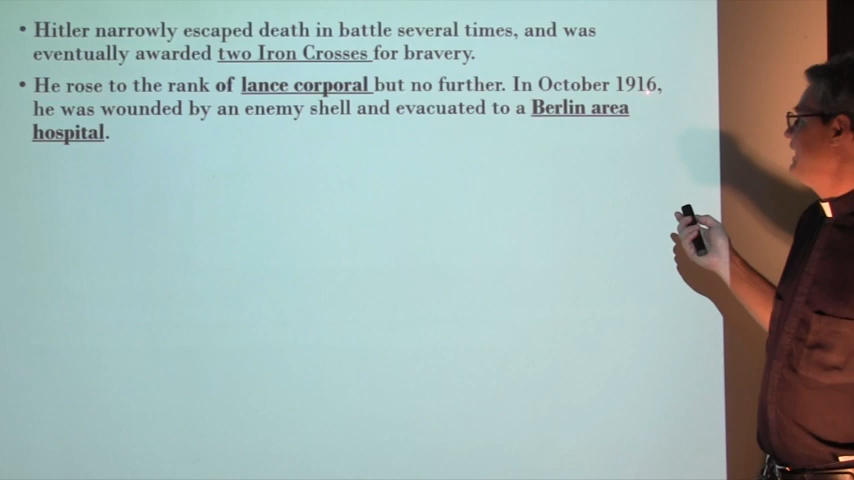 • Hitler narrowly escaped death in battle several times, and was
eventually awarded two Iron Crosses for bravery.
• He rose to the rank of lance corporal but no further. In October 1916,
he was wounded by an enemy shell and evacuated to a Berlin area
hospital.